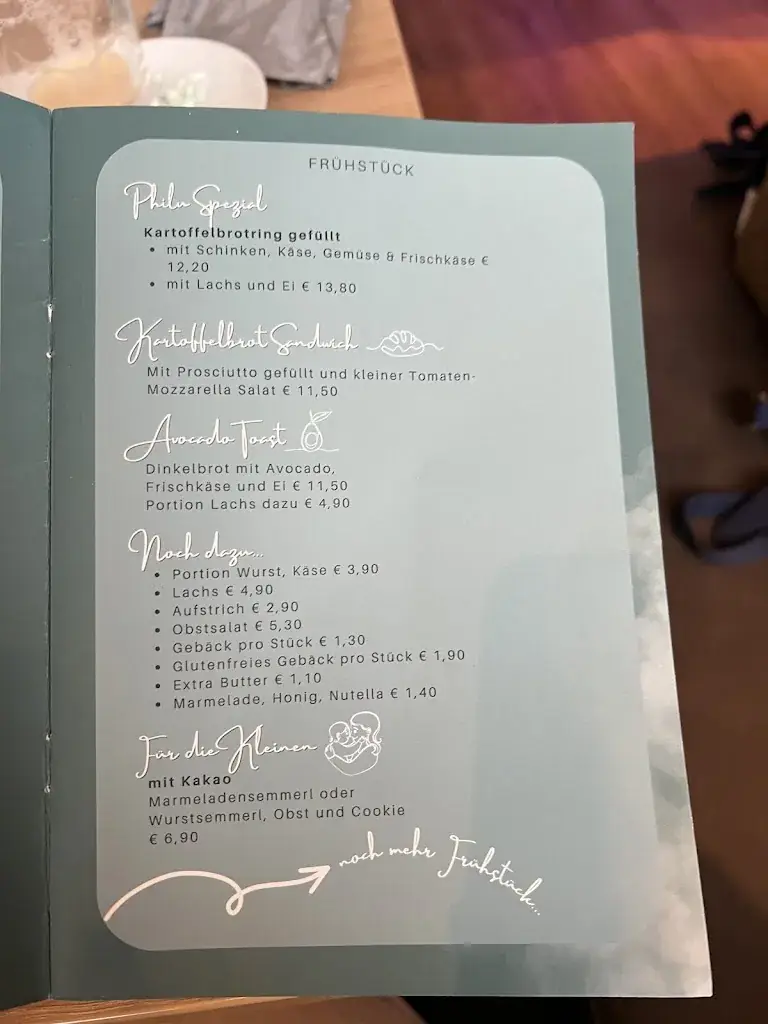 FRÜHSTÜCK
Philu Spezial
Kartoffelbrotring gefüllt
• mit Schinken, Käse, Gemüse & Frischkäse €
12,20
• mit Lachs und Ei € 13,80
Kartoffelbrot Sandwich
Mit Prosciutto gefüllt und kleiner Tomaten-
Mozzarella Salat € 11,50
Avocado Toast
Dinkelbrot mit Avocado,
Frischkäse und Ei € 11,50
Portion Lachs dazu € 4,90
Noch dazu...
• Portion Wurst, Käse € 3,90
• Lachs € 4,90
• Aufstrich € 2,90
• Obstsalat € 5,30
• Gebäck pro Stück € 1,30
• Glutenfreies Gebäck pro Stück € 1,90
• Extra Butter € 1,10
• Marmelade, Honig, Nutella € 1,40
Für die Kleinen
mit Kakao
Marmeladensemmerl oder
Wurstsemmerl, Obst und Cookie
€ 6,90
noch mehr Frühstück...